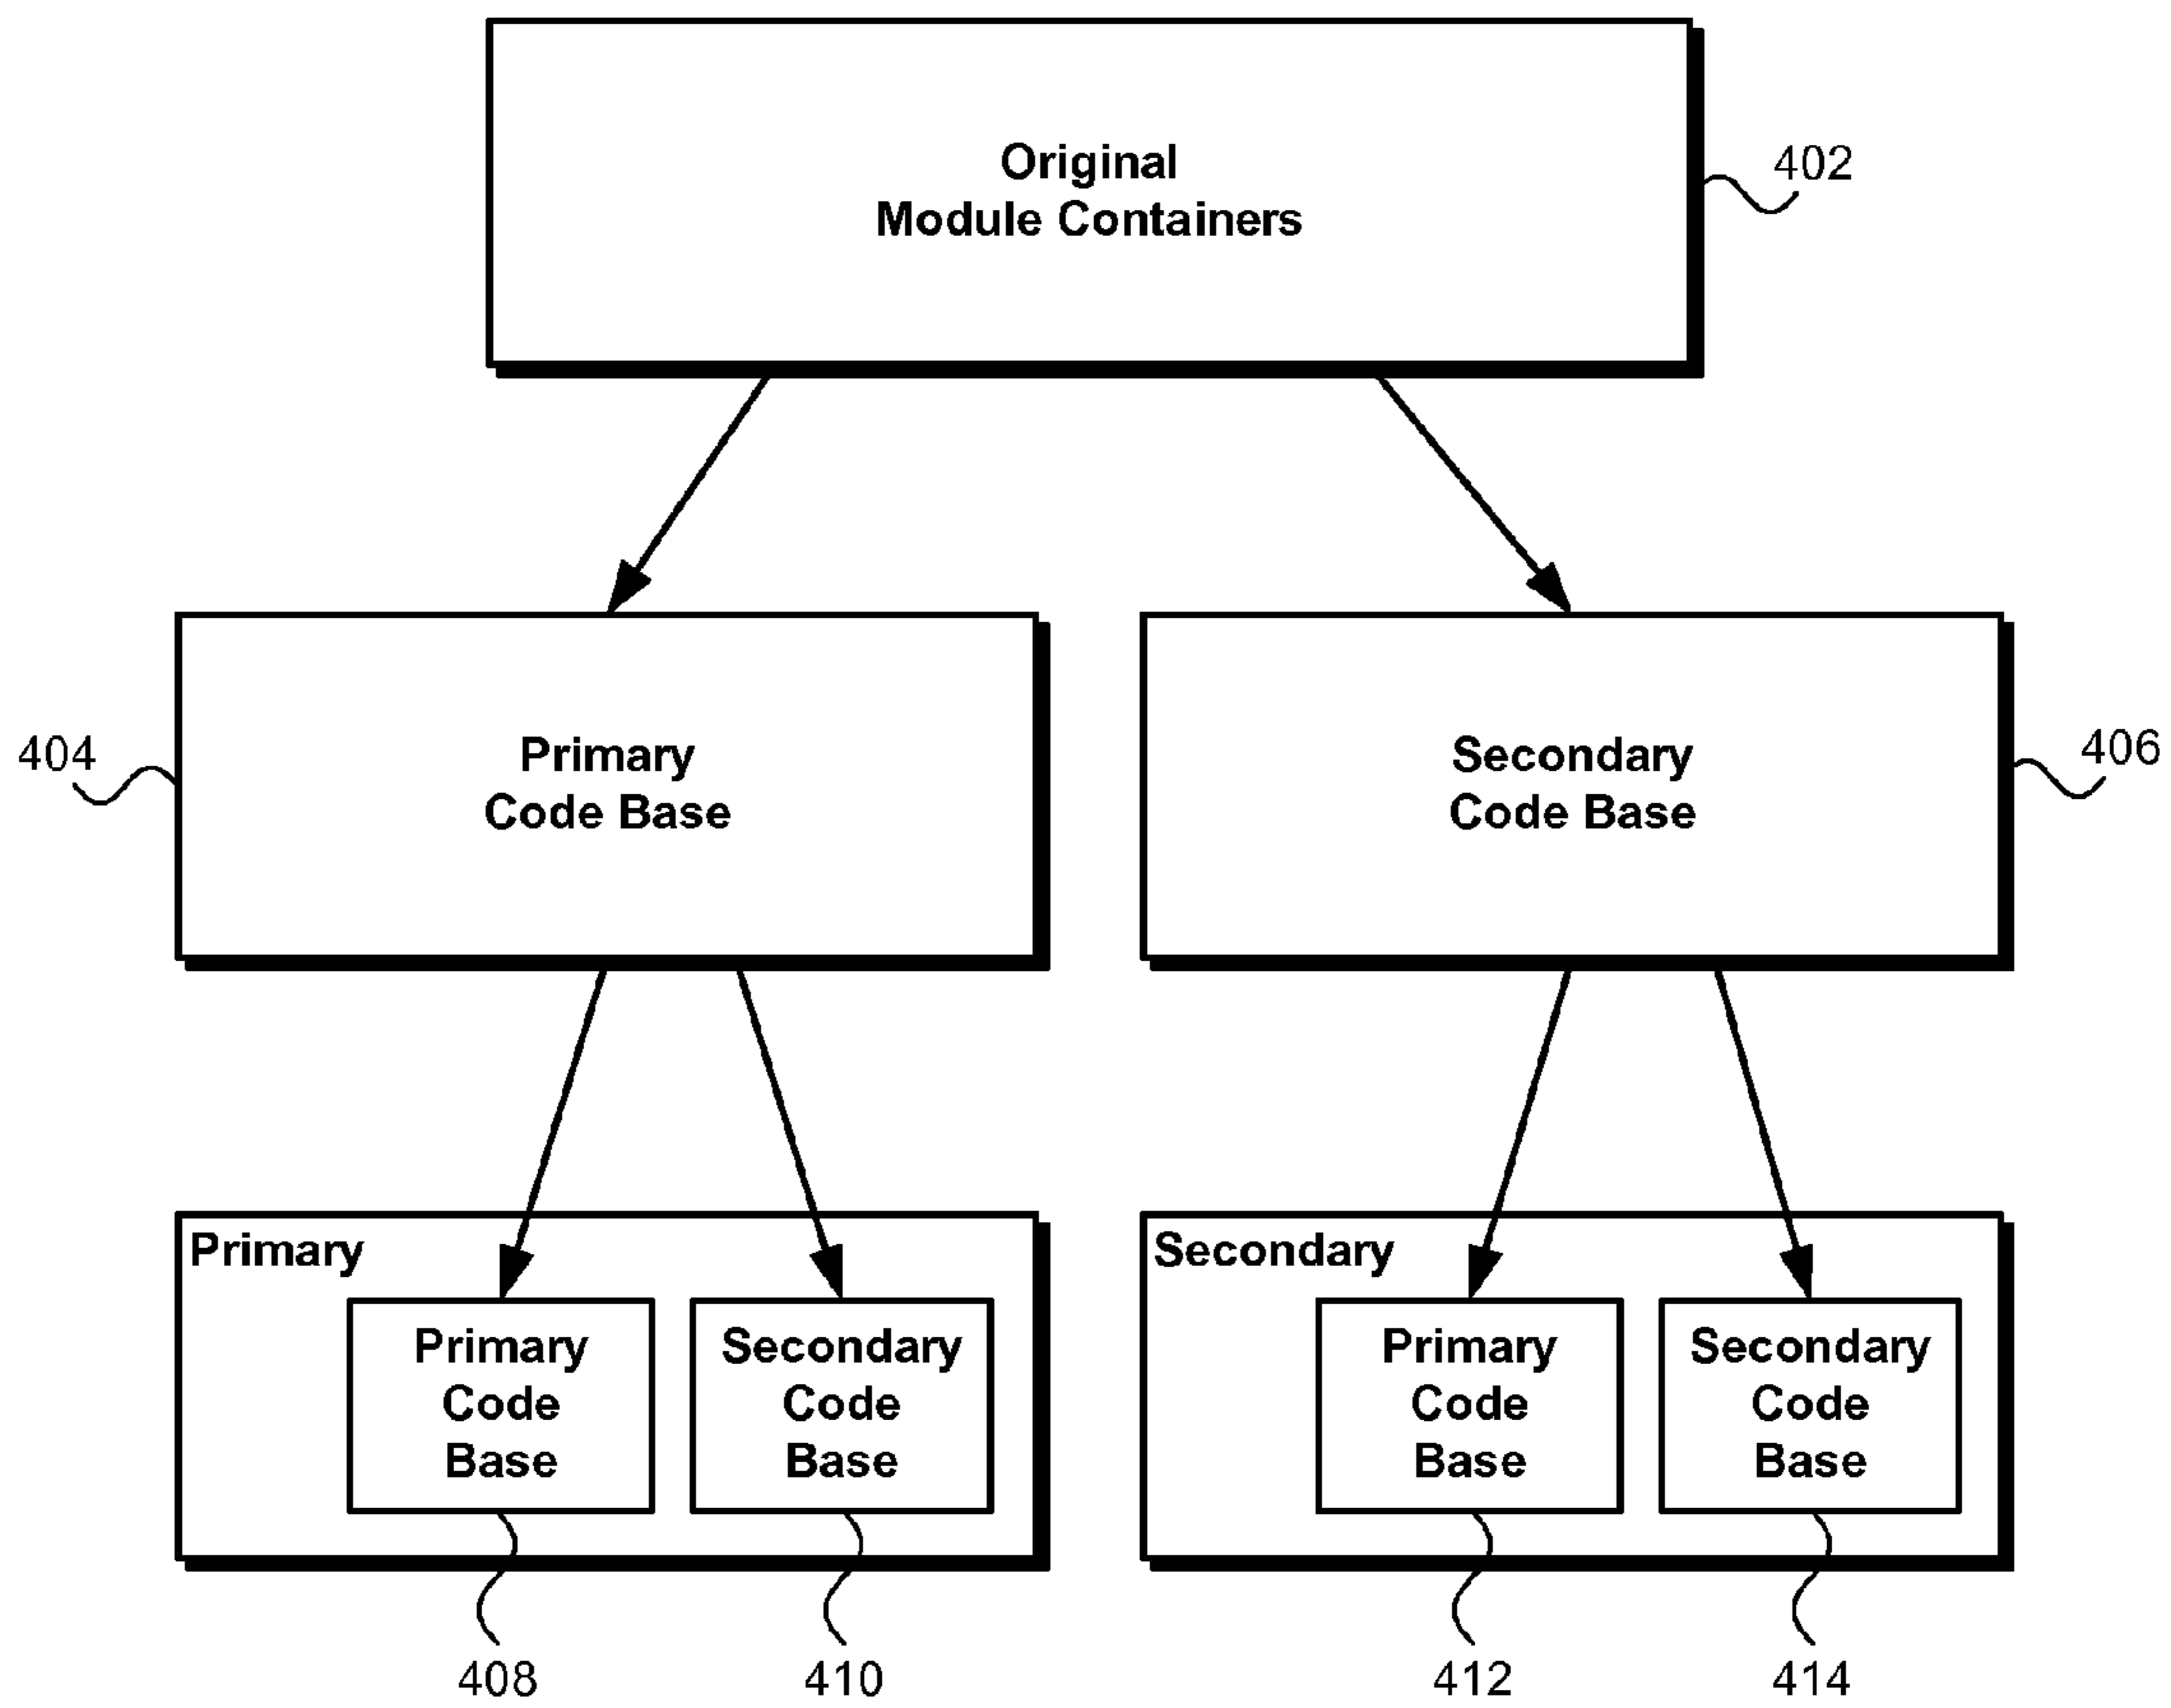 Original
Module Containers
402
404
Primary
Code Base
Secondary
Code Base
406
Primary
Primary
Code
Base
Secondary
Code
Base
Secondary
Primary
Code
Base
Secondary
Code
Base
408
410
412
414